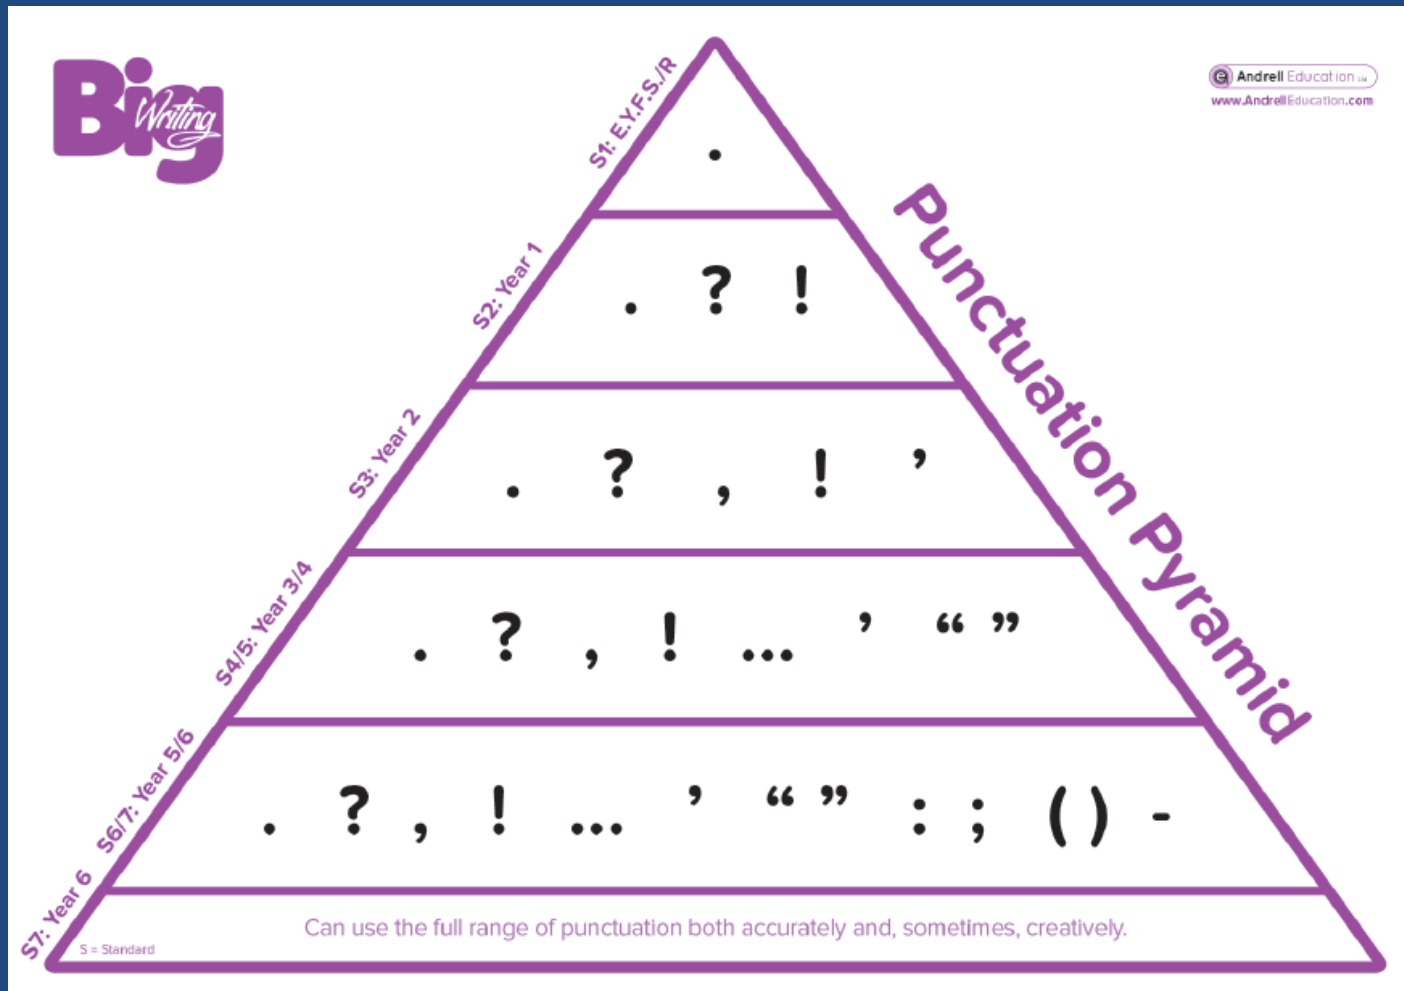 Big
Writing
Andrell Education Ltd
www.AndrellEducation.com
Punctuation Pyramid
S1: E.Y.F.S./R
.
S2: Year 1
. ? !
S3: Year 2
. ? , ! ’
S4/5: Year 3/4
. ? , ! ... ’ “ ”
S6/7: Year 5/6
. ? , ! ... ’ “ ” : ; ( ) -
S7: Year 6
Can use the full range of punctuation both accurately and, sometimes, creatively.
S = Standard